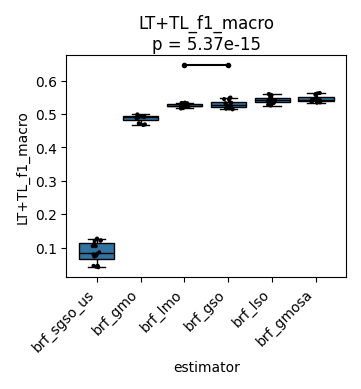 LT+TL_f1_macro
p = 5.37e-15
LT+TL_f1_macro
0.6
0.5
0.4
0.3
0.2
0.1
brf_sgso_us
brf_gmo
brf_lmo
brf_gso
brf_lso
brf_gmosa
estimator